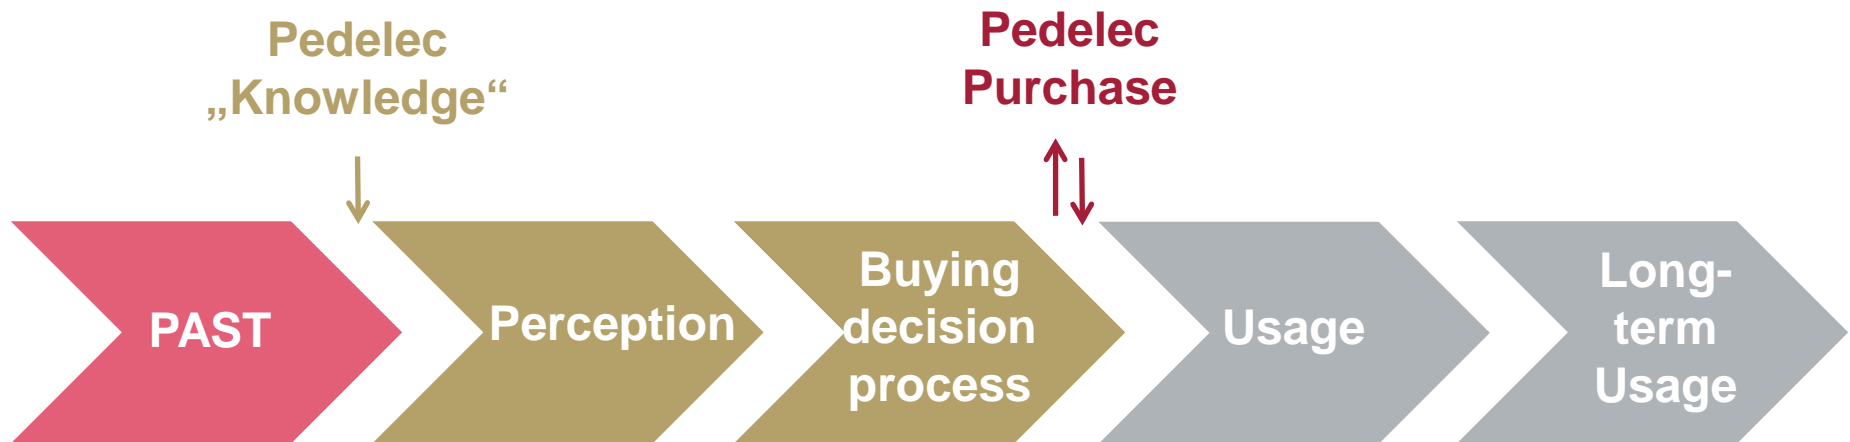 Pedelec
„Knowledge“
Pedelec
Purchase
PAST
Perception
Buying
decision
process
Usage
Long-
term
Usage